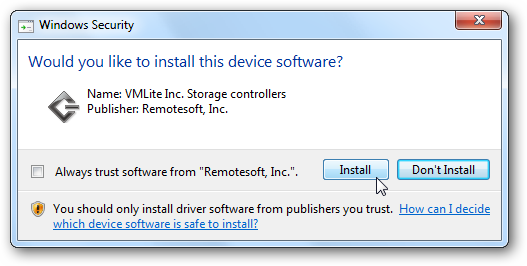 Windows Security
Would you like to install this device software?
Name: VMLite Inc. Storage controllers
Publisher: Remotesoft, Inc.
Always trust software from "Remotesoft, Inc.".
Install
Don't Install
You should only install driver software from publishers you trust. How can I decide
which device software is safe to install?